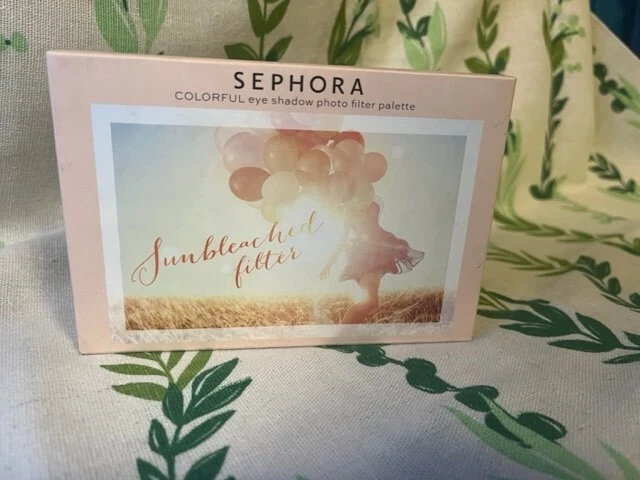 SEPHORA
COLORFUL eye shadow photo filter palette
Sunbleached
filter